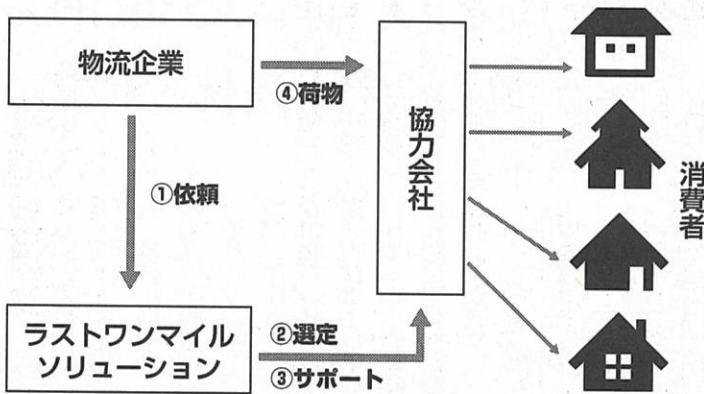 物流企業
④荷物
協力会社
①依頼
消費者
ラストワンマイル
ソリューション
②選定
③サポート